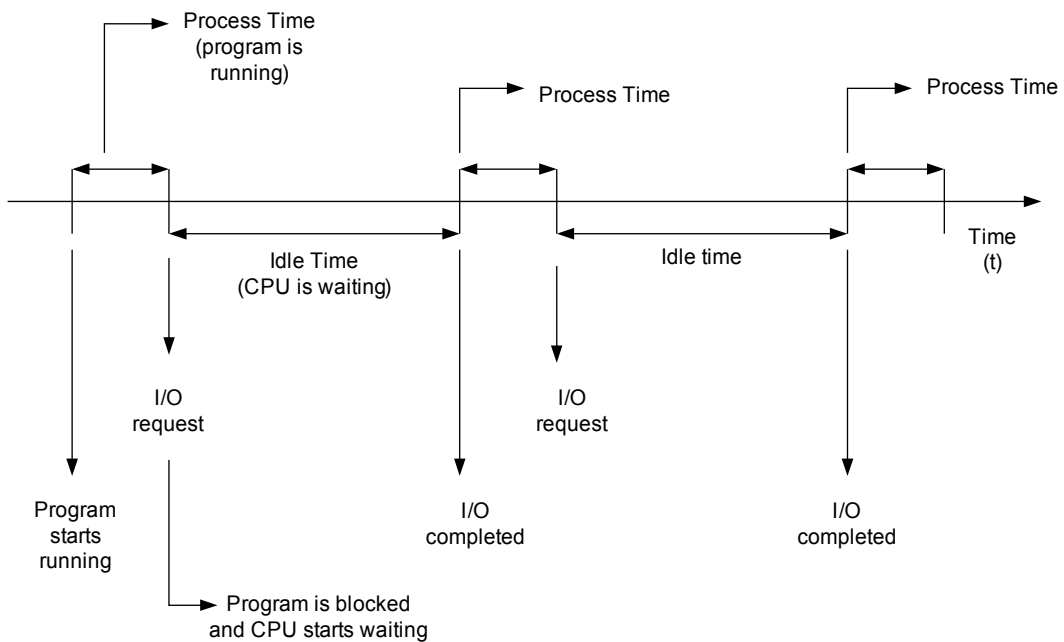 Process Time
(program is
running)
Process Time
Process Time
Time
(t)
Idle Time
(CPU is waiting)
Idle time
I/O
request
I/O
request
Program
starts
running
I/O
completed
I/O
completed
Program is blocked
and CPU starts waiting